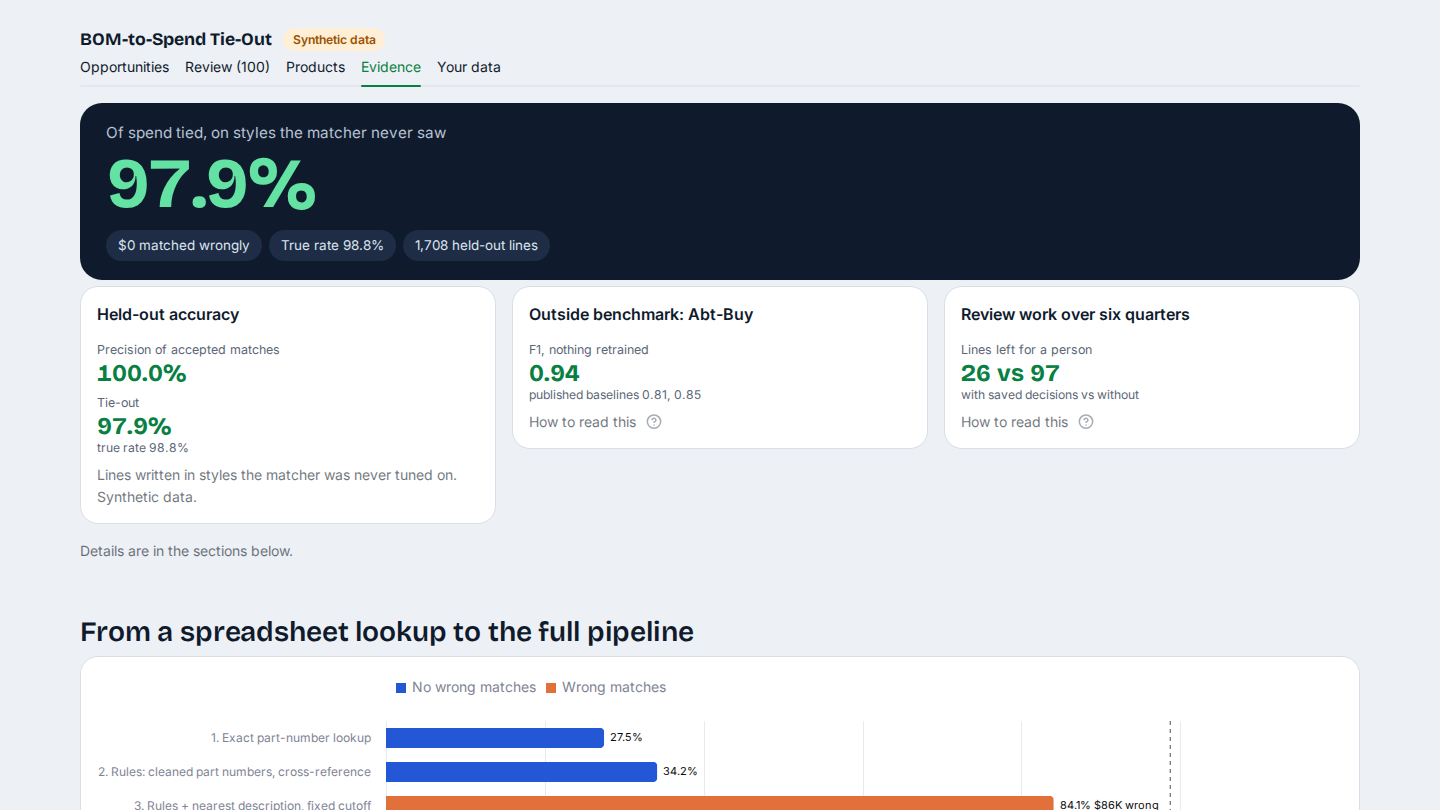 BOM-to-Spend Tie-Out Synthetic data
Opportunities Review (100) Products Evidence Your data
Of spend tied, on styles the matcher never saw
97.9%
$0 matched wrongly True rate 98.8% 1,708 held-out lines
Held-out accuracy
Precision of accepted matches
100.0%
Tie-out
97.9%
true rate 98.8%
Lines written in styles the matcher was never tuned on.
Synthetic data.
Outside benchmark: Abt-Buy
F1, nothing retrained
0.94
published baselines 0.81, 0.85
How to read this ?
Review work over six quarters
Lines left for a person
26 vs 97
with saved decisions vs without
How to read this ?
Details are in the sections below.
From a spreadsheet lookup to the full pipeline
No wrong matches Wrong matches
1. Exact part-number lookup 27.5%
2. Rules: cleaned part numbers, cross-reference 34.2%
3. Rules + nearest description, fixed cutoff 84.1% $86K wrong